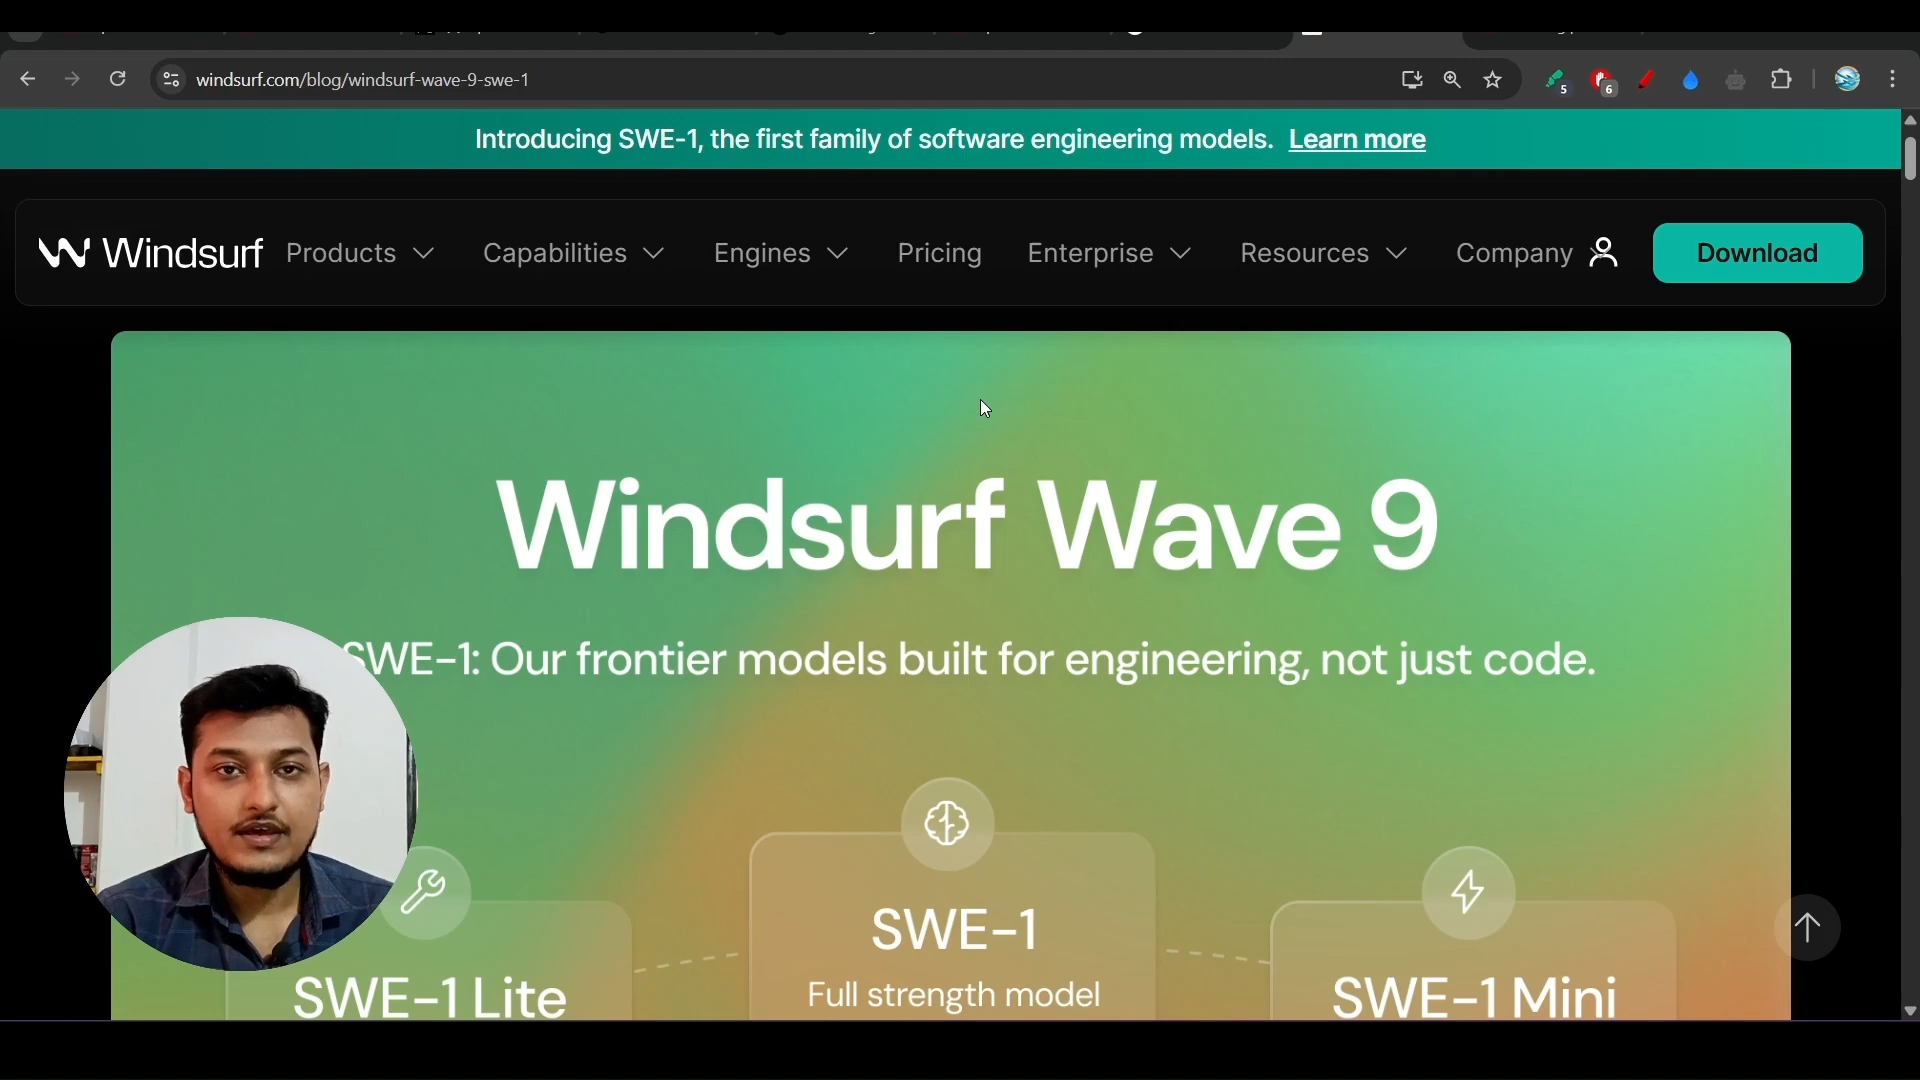 windsurf.com/blog/windsurf-wave-9-swe-1
5
6
Introducing SWE-1, the first family of software engineering models. Learn more
Windsurf Products Capabilities Engines Pricing Enterprise Resources Company Download
Windsurf Wave 9
SWE-1: Our frontier models built for engineering, not just code.
SWE-1
Full strength model
SWE-1 Lite
SWE-1 Mini